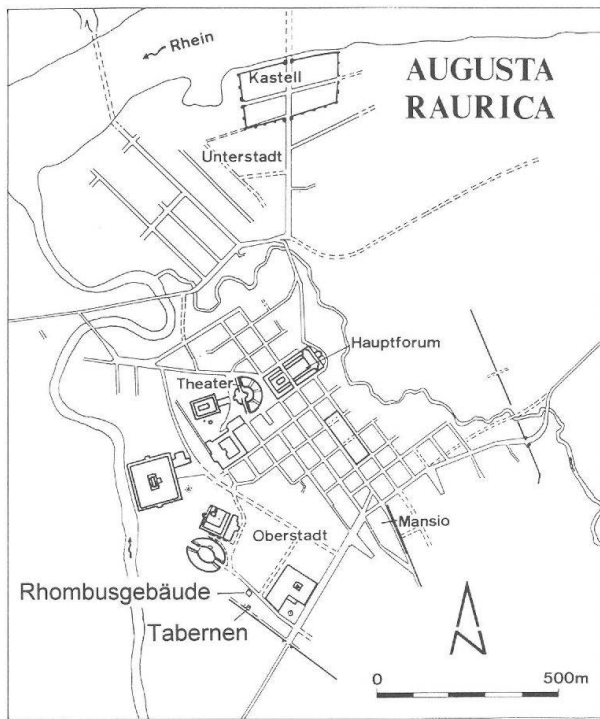 Rhein
Kastell
AUGUSTA
RAURICA
Unterstadt
Hauptforum
Theater
Mansio
Oberstadt
Rhombusgebäude
Tabernen
N
0 500m